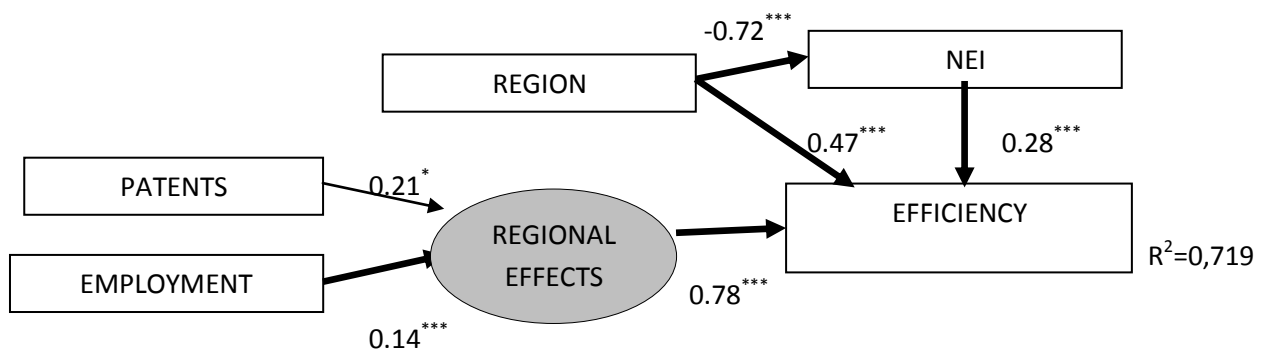 -0.72***
NEI
REGION
0.47***
0.28***
PATENTS
0.21*
EFFICIENCY
REGIONAL
EFFECTS
R²=0,719
EMPLOYMENT
0.78***
0.14***